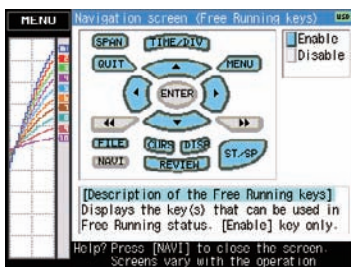 MENU
Navigation screen (Free Running keys)
USB
SPAN
TIME/DIV
Enable
Disable
QUIT
MENU
ENTER
FILE
CURS
DISP
NAVI
REVIEW
ST/SP
[Description of the Free Running keys]
Displays the key(s) that can be used in
Free Running status. [Enable] key only.
Help? Press [NAVI] to close the screen.
Screens vary with the operation